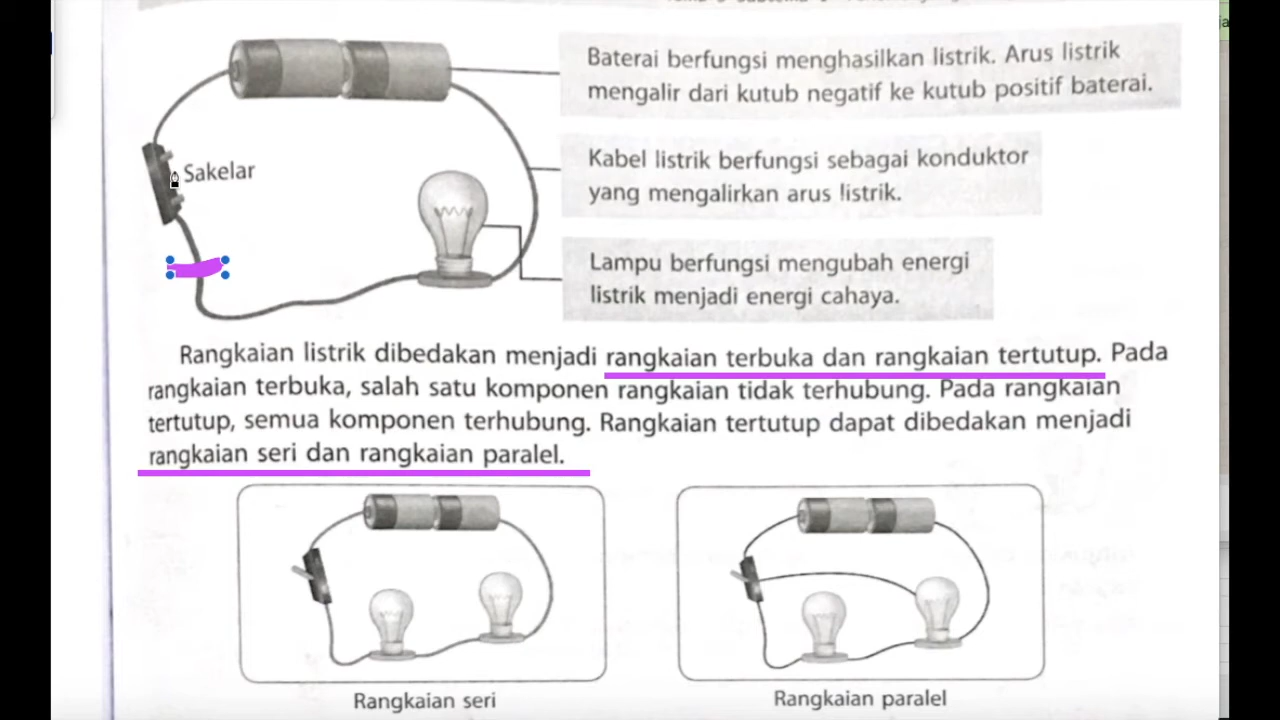 Baterai berfungsi menghasilkan listrik. Arus listrik
mengalir dari kutub negatif ke kutub positif baterai.
Sakelar
Kabel listrik berfungsi sebagai konduktor
yang mengalirkan arus listrik.
Lampu berfungsi mengubah energi
listrik menjadi energi cahaya.
Rangkaian listrik dibedakan menjadi rangkaian terbuka dan rangkaian tertutup. Pada
rangkaian terbuka, salah satu komponen rangkaian tidak terhubung. Pada rangkaian
tertutup, semua komponen terhubung. Rangkaian tertutup dapat dibedakan menjadi
rangkaian seri dan rangkaian paralel.
Rangkaian seri
Rangkaian paralel